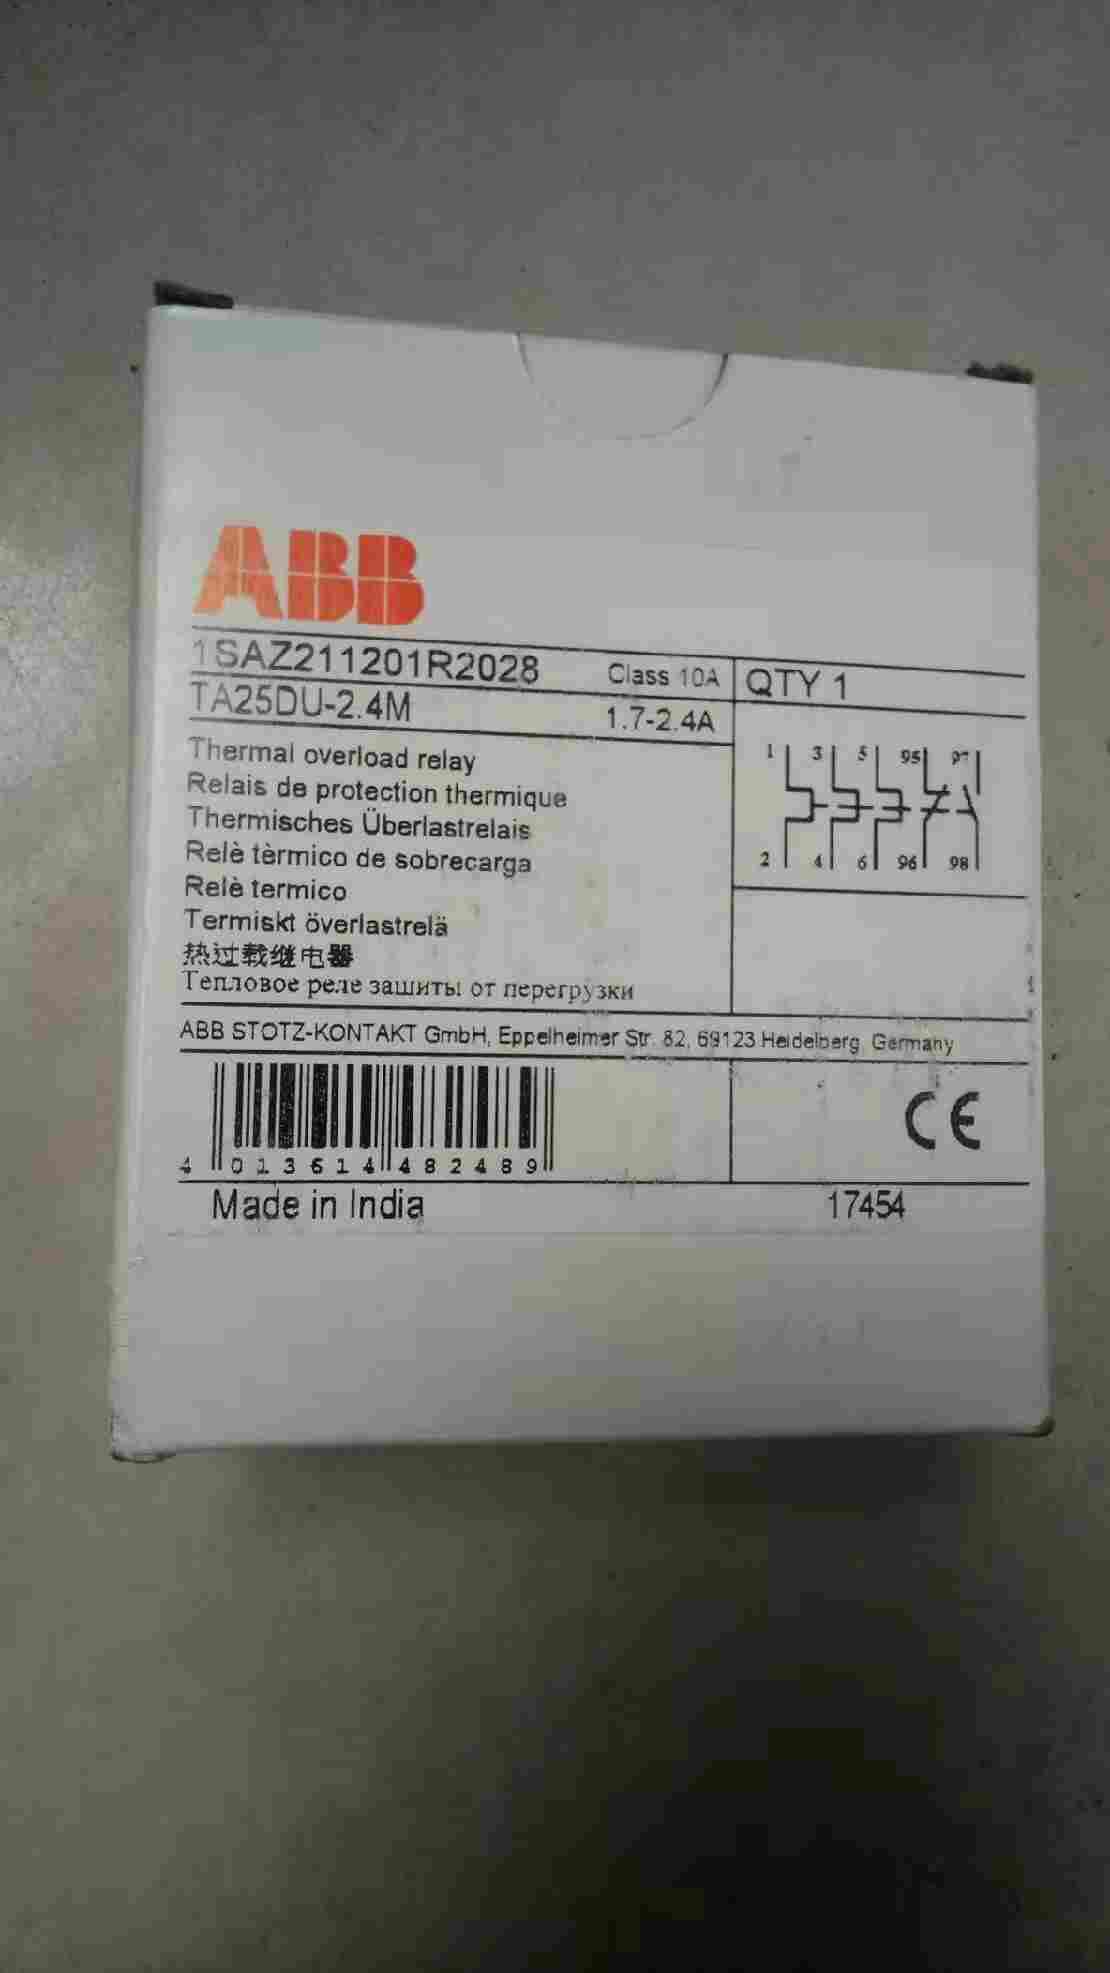 ABB
1SAZ211201R2028 Class 10A QTY 1
TA25DU-2.4M 1.7-2.4A
Thermal overload relay
Relais de protection thermique
Thermisches Überlastrelais
Relè tèrmico de sobrecarga
Relè termico
Termiskt överlastrelä
热过载继电器
Тепловое реле зашиты от перегрузки
1 3 5 95 97
2 4 6 96 98
ABB STOTZ-KONTAKT GmbH, Eppelheimer Str. 82, 69123 Heidelberg, Germany
4 013614 482489
CE
Made in India 17454